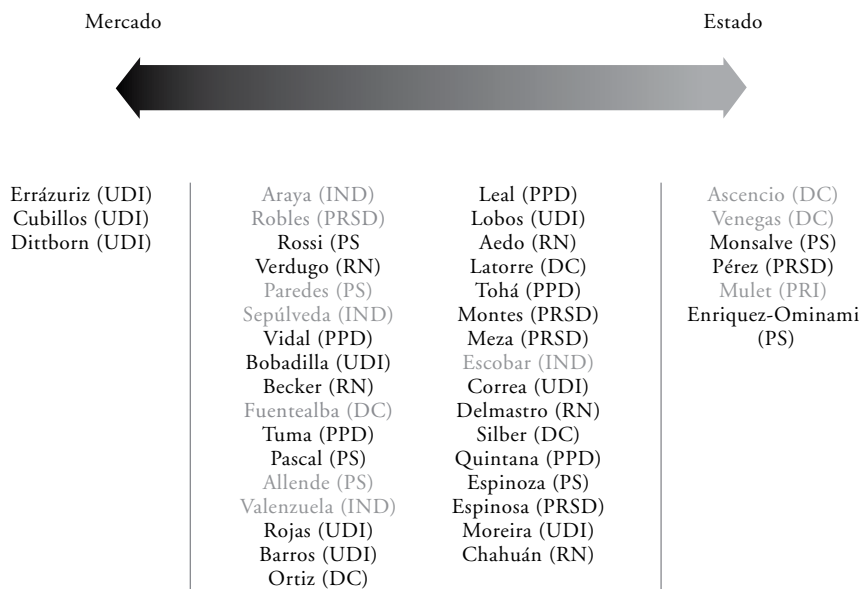 Mercado
Estado
Errázuriz (UDI)
Cubillos (UDI)
Dittborn (UDI)
Araya (IND)
Robles (PRSD)
Rossi (PS
Verdugo (RN)
Paredes (PS)
Sepúlveda (IND)
Vidal (PPD)
Bobadilla (UDI)
Becker (RN)
Fuentealba (DC)
Tuma (PPD)
Pascal (PS)
Allende (PS)
Valenzuela (IND)
Rojas (UDI)
Barros (UDI)
Ortiz (DC)
Leal (PPD)
Lobos (UDI)
Aedo (RN)
Latorre (DC)
Tohá (PPD)
Montes (PRSD)
Meza (PRSD)
Escobar (IND)
Correa (UDI)
Delmastro (RN)
Silber (DC)
Quintana (PPD)
Espinoza (PS)
Espinosa (PRSD)
Moreira (UDI)
Chahuán (RN)
Ascencio (DC)
Venegas (DC)
Monsalve (PS)
Pérez (PRSD)
Mulet (PRI)
Enriquez-Ominami
(PS)